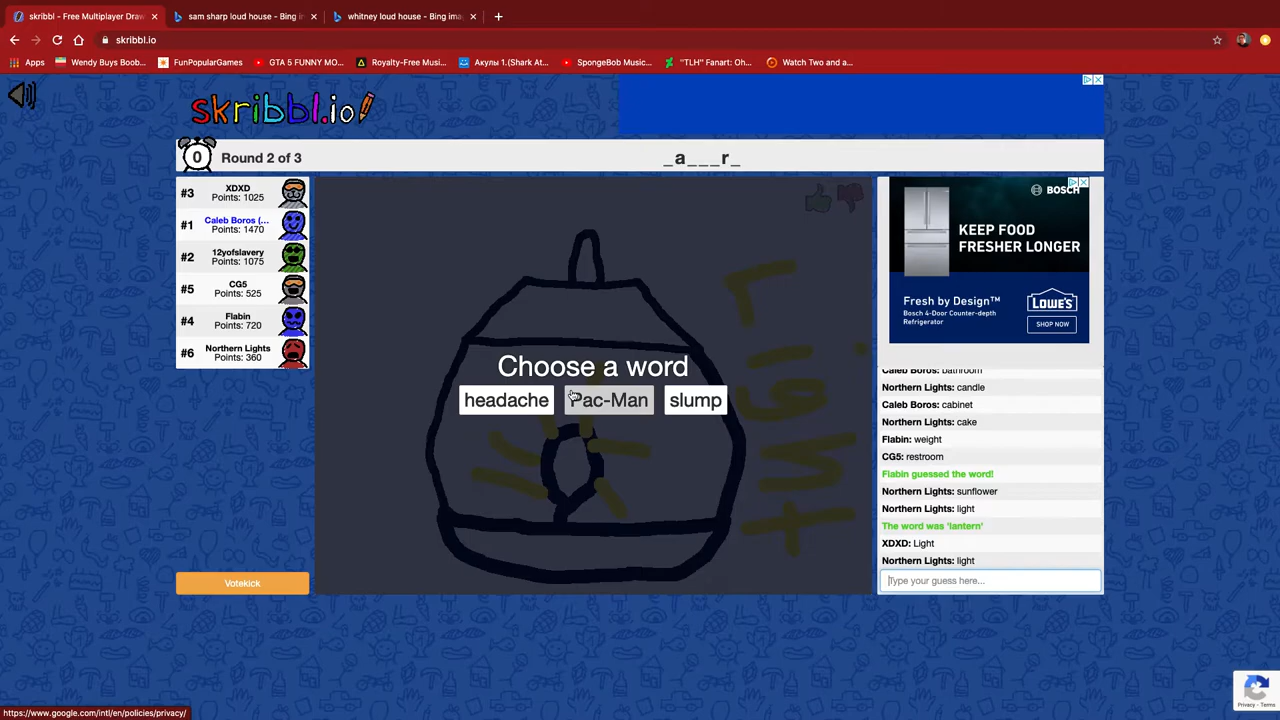 skribbl - Free Multiplayer Draw
sam sharp loud house - Bing im
whitney loud house - Bing ima
skribbl.io
Apps
Wendy Buys Boob...
FunPopularGames
GTA 5 FUNNY MO...
Royalty-Free Musi...
Акулы 1.(Shark At...
SpongeBob Music...
"TLH" Fanart: Oh...
Watch Two and a...
skribbl.io
0
Round 2 of 3
_a___r_
#3
XDXD
Points: 1025
#1
Caleb Boros (...
Points: 1470
#2
12yofslavery
Points: 1075
#5
CG5
Points: 525
#4
Flabin
Points: 720
#6
Northern Lights
Points: 360
Votekick
Choose a word
headache
Pac-Man
slump
BOSCH
KEEP FOOD
FRESHER LONGER
Fresh by Design™
Bosch 4-Door Counter-depth
Refrigerator
LOWE'S
SHOP NOW
Caleb Boros: bathroom
Northern Lights: candle
Caleb Boros: cabinet
Northern Lights: cake
Flabin: weight
CG5: restroom
Flabin guessed the word!
Northern Lights: sunflower
Northern Lights: light
The word was 'lantern'
XDXD: Light
Northern Lights: light
Type your guess here...
Privacy - Terms
https://www.google.com/intl/en/policies/privacy/